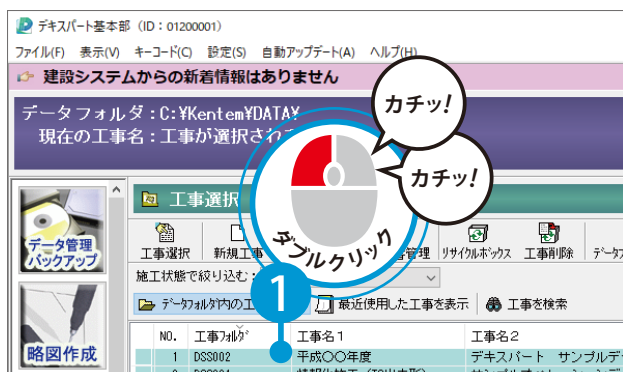 デキスパート基本部 (ID:01200001)
ファイル(F) 表示(V) キーコード(C) 設定(S) 自動アップデート(A) ヘルプ(H)
建設システムからの新着情報はありません
データフォルダ:C:¥Kentem¥DATA¥
現在の工事名:工事が選択され
カチッ!
カチッ!
ダブルクリック
工事選択
データ管理
バックアップ
工事選択 新規工事 管理 リサイクルボックス 工事削除 データフ
施工状態で絞り込む:
1
データフォルダ内の工 最近使用した工事を表示 工事を検索
NO. 工事フォルダ 工事名1 工事名2
1 DSS002 平成○○年度 デキスパート サンプルデ
略図作成